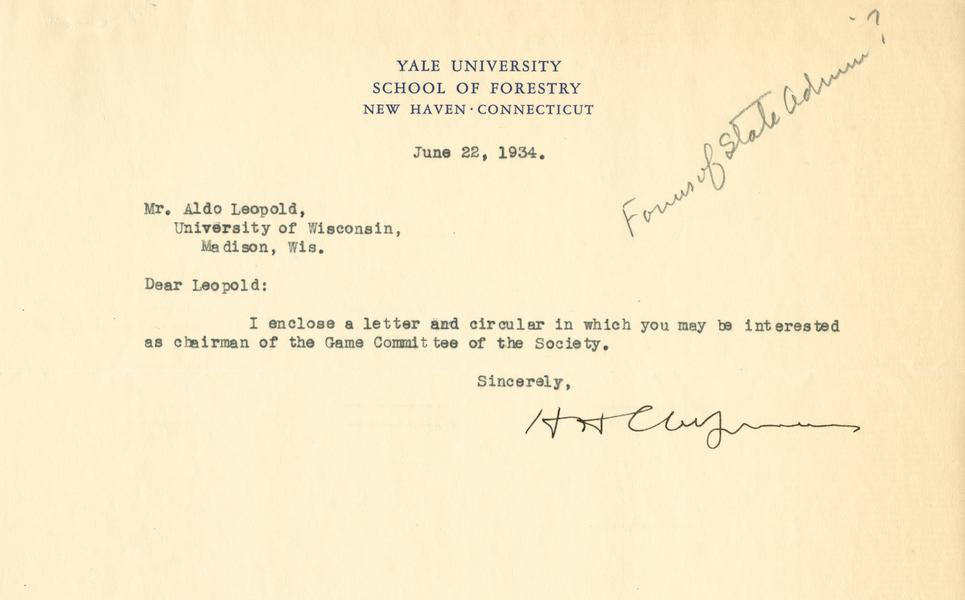 YALE UNIVERSITY
SCHOOL OF FORESTRY
NEW HAVEN · CONNECTICUT
Forms of State Admin?
June 22, 1934.
Mr. Aldo Leopold,
University of Wisconsin,
Madison, Wis.
Dear Leopold:
I enclose a letter and circular in which you may be interested
as chairman of the Game Committee of the Society.
Sincerely,
H H Chapman